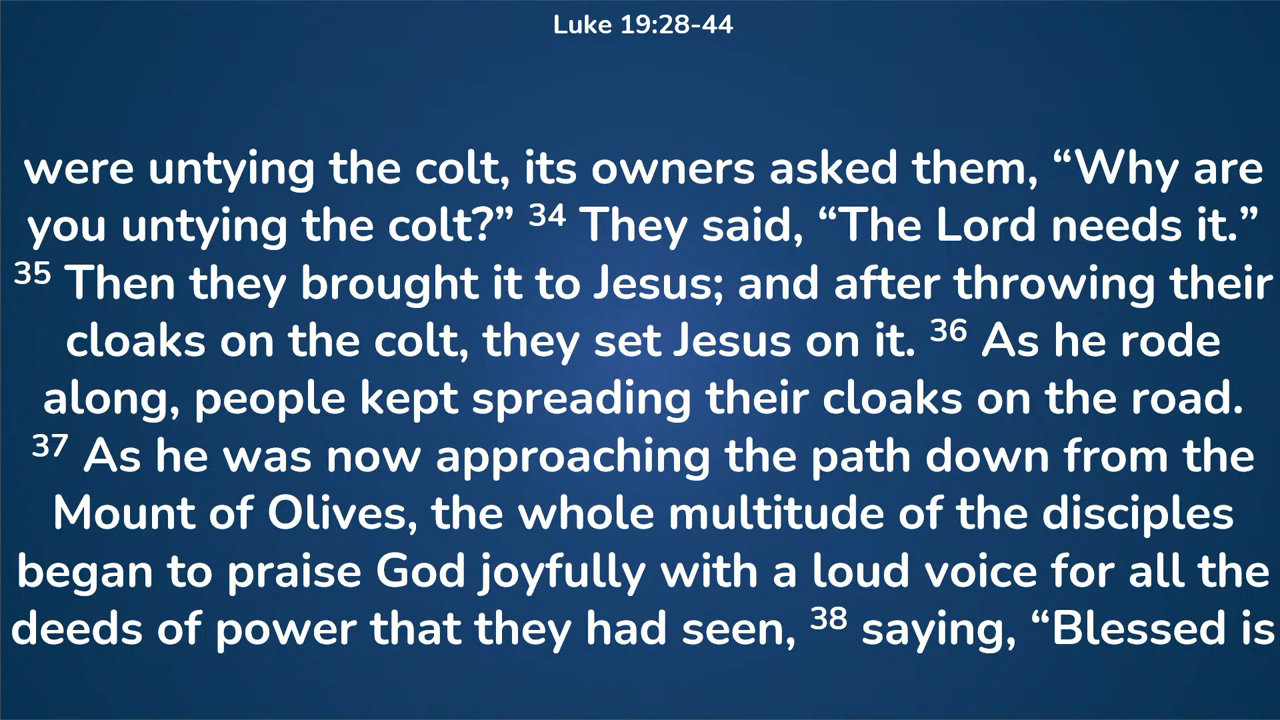 Luke 19:28-44
were untying the colt, its owners asked them, “Why are
you untying the colt?” 34 They said, “The Lord needs it.”
35 Then they brought it to Jesus; and after throwing their
cloaks on the colt, they set Jesus on it. 36 As he rode
along, people kept spreading their cloaks on the road.
37 As he was now approaching the path down from the
Mount of Olives, the whole multitude of the disciples
began to praise God joyfully with a loud voice for all the
deeds of power that they had seen, 38 saying, “Blessed is